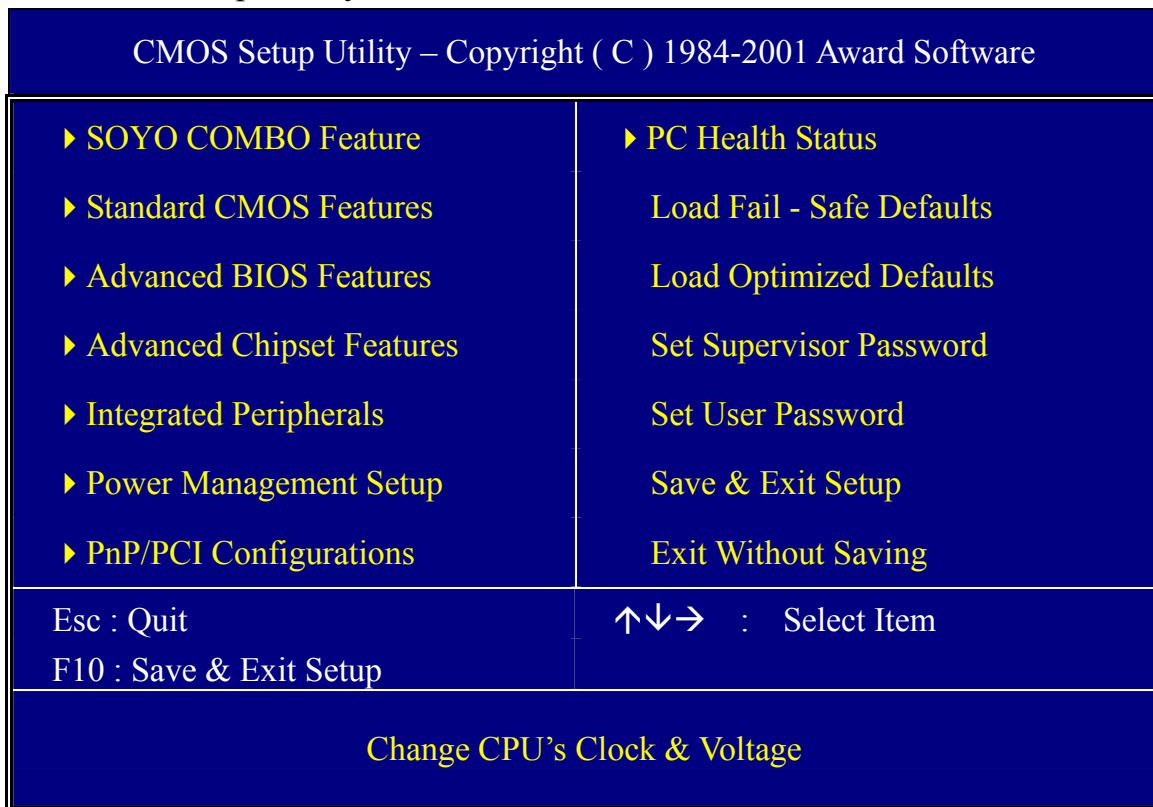 CMOS Setup Utility – Copyright ( C ) 1984-2001 Award Software
SOYO COMBO Feature
Standard CMOS Features
Advanced BIOS Features
Advanced Chipset Features
Integrated Peripherals
Power Management Setup
PnP/PCI Configurations
PC Health Status
Load Fail - Safe Defaults
Load Optimized Defaults
Set Supervisor Password
Set User Password
Save & Exit Setup
Exit Without Saving
Esc : Quit
F10 : Save & Exit Setup
↑↓→ : Select Item
Change CPU’s Clock & Voltage